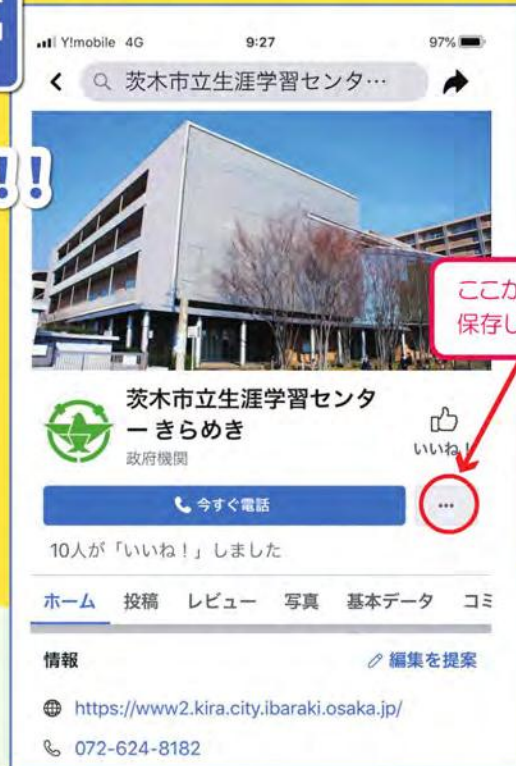 !!
Y!mobile 4G 9:27 97%
茨木市立生涯学習センタ…
ここか
保存し
茨木市立生涯学習センタ
ー きらめき
政府機関
いいね!
今すぐ電話
10人が「いいね!」しました
ホーム 投稿 レビュー 写真 基本データ コミ
情報
編集を提案
https://www2.kira.city.ibaraki.osaka.jp/
072-624-8182